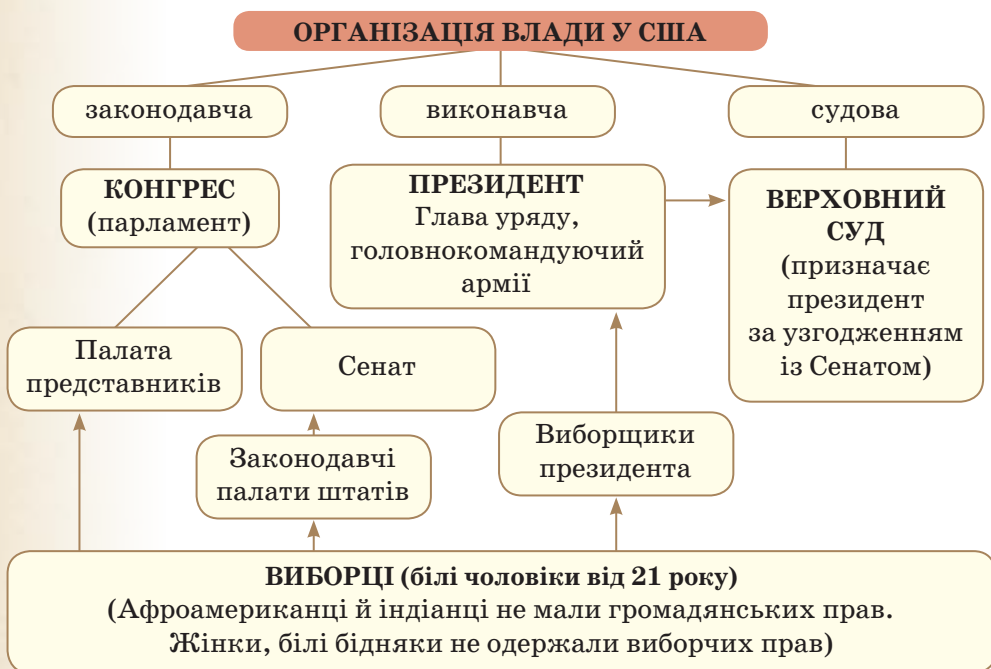 ОРГАНІЗАЦІЯ ВЛАДИ У США
законодавча
виконавча
судова
КОНГРЕС
(парламент)
ПРЕЗИДЕНТ
Глава уряду,
головнокомандуючий
армії
ВЕРХОВНИЙ
СУД
(призначає
президент
за узгодженням
із Сенатом)
Палата
представників
Сенат
Законодавчі
палати штатів
Виборщики
президента
ВИБОРЦІ (білі чоловіки від 21 року)
(Афроамериканці й індіанці не мали громадянських прав.
Жінки, білі бідняки не одержали виборчих прав)